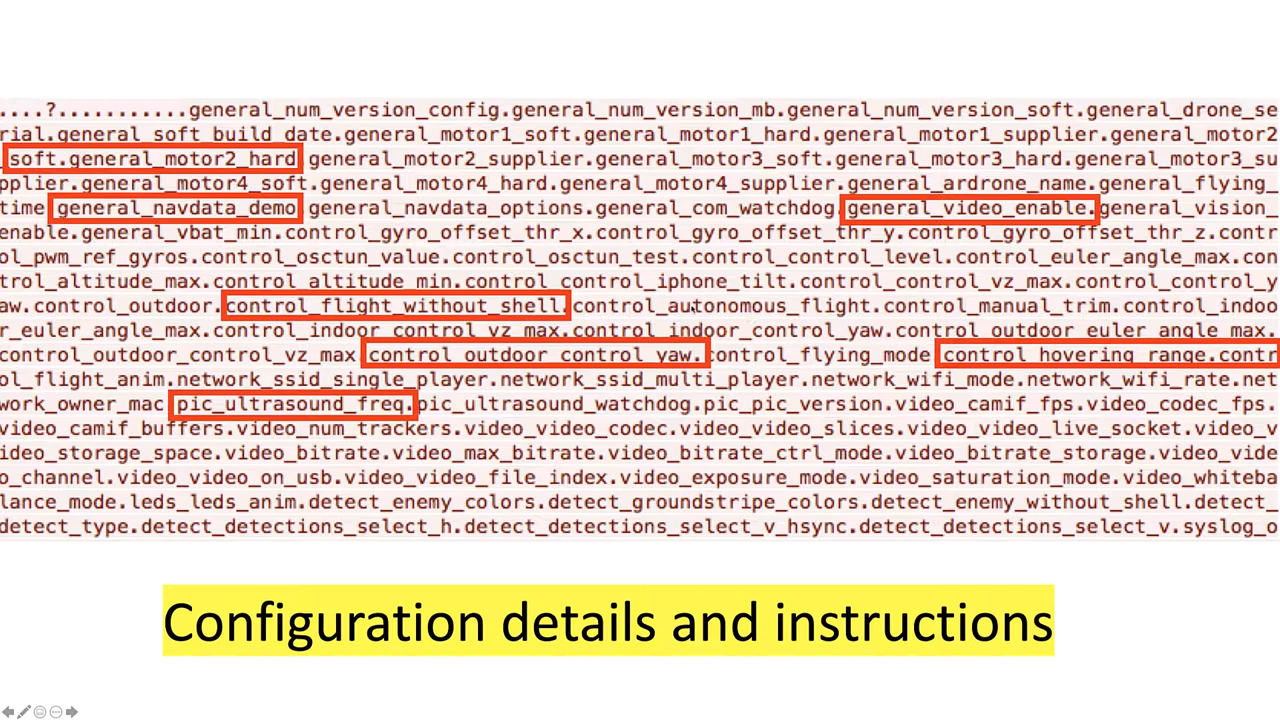 ....?...........general_num_version_config.general_num_version_mb.general_num_version_soft.general_drone_se
rial.general_soft_build_date.general_motor1_soft.general_motor1_hard.general_motor1_supplier.general_motor2
soft.general_motor2_hard general_motor2_supplier.general_motor3_soft.general_motor3_hard.general_motor3_su
pplier.general_motor4_soft.general_motor4_hard.general_motor4_supplier.general_ardrone_name.general_flying_
time general_navdata_demo general_navdata_options.general_com_watchdog.general_video_enable.general_vision_
enable.general_vbat_min.control_gyro_offset_thr_x.control_gyro_offset_thr_y.control_gyro_offset_thr_z.contr
ol_pwm_ref_gyros.control_osctun_value.control_osctun_test.control_control_level.control_euler_angle_max.con
trol_altitude_max.control_altitude_min.control_control_iphone_tilt.control_control_vz_max.control_control_y
aw.control_outdoor.control_flight_without_shell.control_autonomous_flight.control_manual_trim.control_indoo
r_euler_angle_max.control_indoor_control_vz_max.control_indoor_control_yaw.control_outdoor_euler_angle_max.
control_outdoor_control_vz_max.control_outdoor_control_yaw.control_flying_mode control_hovering_range.contr
ol_flight_anim.network_ssid_single_player.network_ssid_multi_player.network_wifi_mode.network_wifi_rate.net
work_owner_mac.pic_ultrasound_freq.pic_ultrasound_watchdog.pic_pic_version.video_camif_fps.video_codec_fps.
video_camif_buffers.video_num_trackers.video_video_codec.video_video_slices.video_video_live_socket.video_v
ideo_storage_space.video_bitrate.video_max_bitrate.video_bitrate_ctrl_mode.video_bitrate_storage.video_vide
o_channel.video_video_on_usb.video_video_file_index.video_exposure_mode.video_saturation_mode.video_whiteba
lance_mode.leds_leds_anim.detect_enemy_colors.detect_groundstripe_colors.detect_enemy_without_shell.detect_
detect_type.detect_detections_select_h.detect_detections_select_v_hsync.detect_detections_select_v.syslog_o
Configuration details and instructions